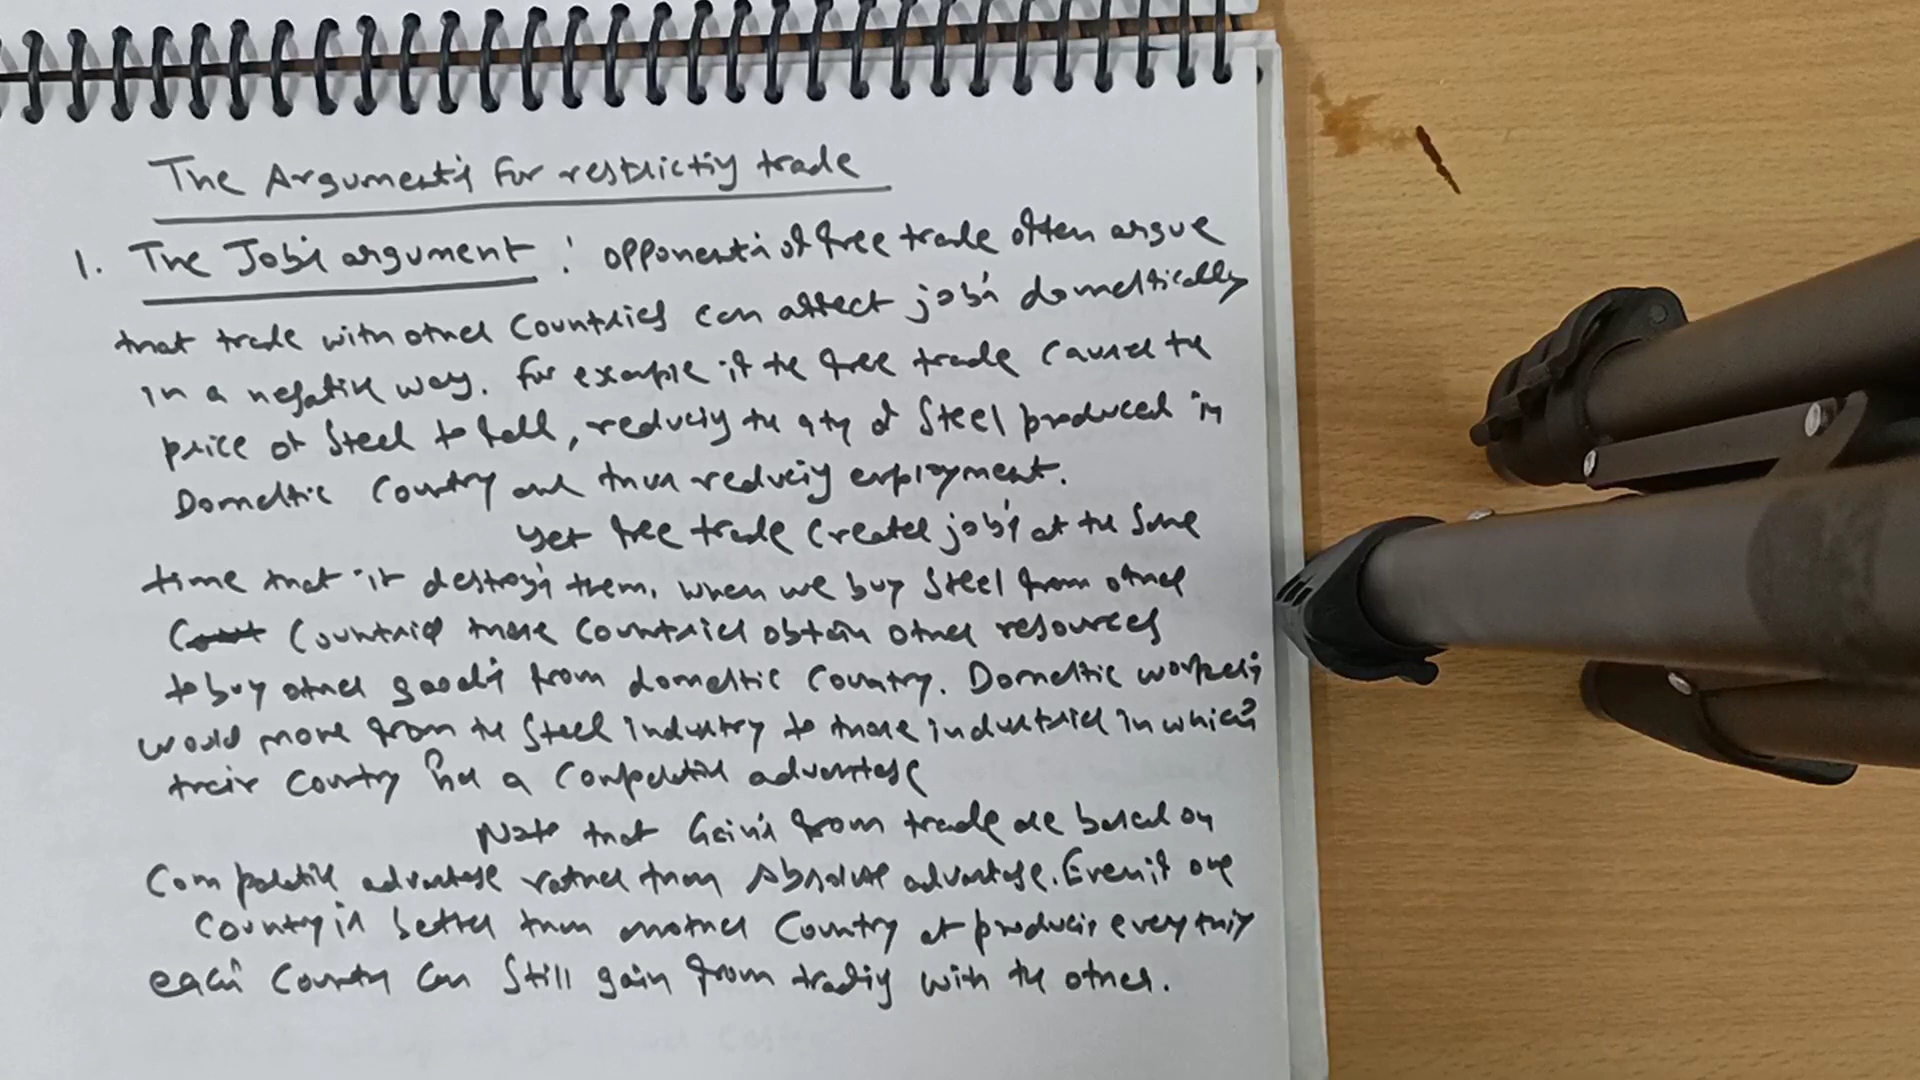 The Arguments for restricting trade
1. The Jobs argument : opponents of free trade often argue
that trade with other Countries can affect jobs domestically
in a negative way. for example if the free trade caused the
price of Steel to fall, reducing the qty of Steel produced in
Domestic Country and thus reducing employment.
Yet free trade Creates jobs at the Same
time that it destroys them. when we buy Steel from other
Countries these Countries obtain other resources
to buy other goods from domestic Country. Domestic workers
would move from the Steel industry to those industries in which
their Country has a Comparative advantage
Note that Gains from trade are based on
Comparative advantage rather than Absolute advantage. Even if one
Country is better than another Country at producing everything
each Country Can Still gain from trading with the other.